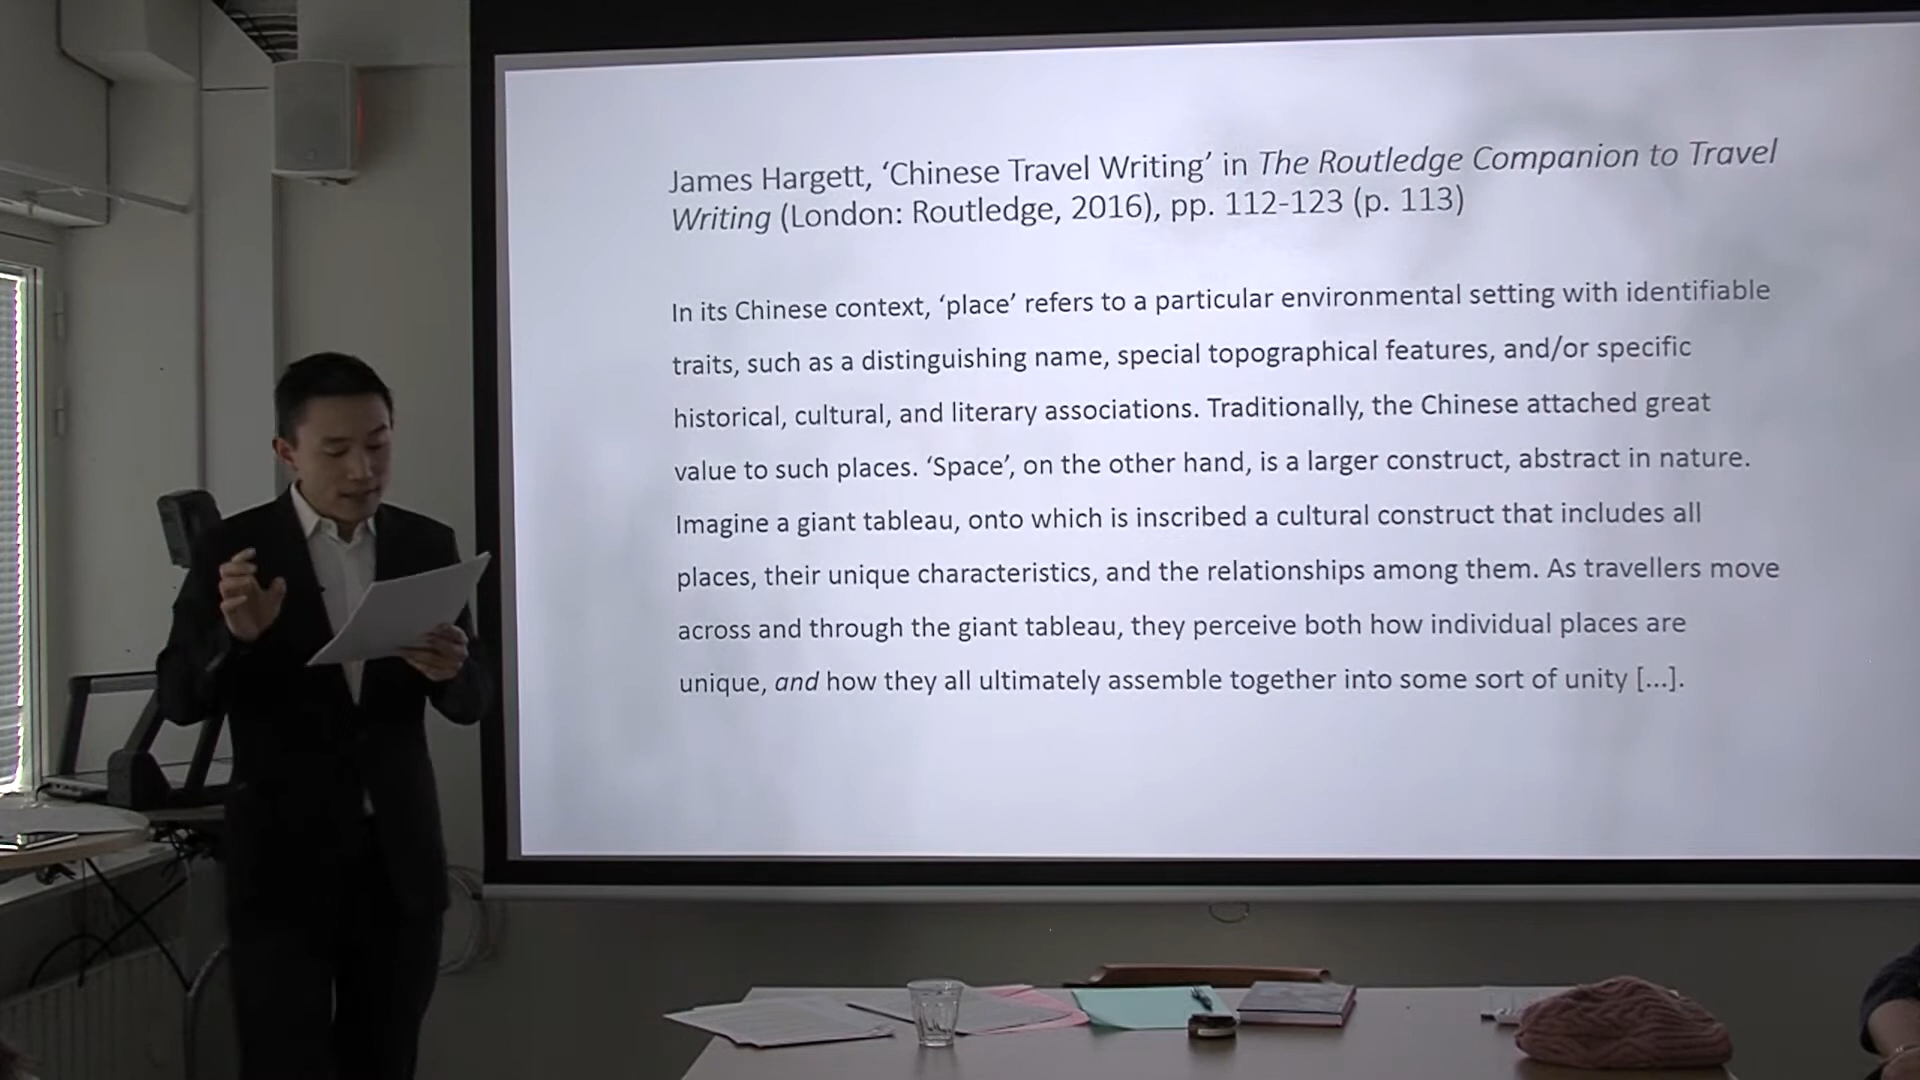 James Hargett, ‘Chinese Travel Writing’ in The Routledge Companion to Travel
Writing (London: Routledge, 2016), pp. 112-123 (p. 113)
In its Chinese context, ‘place’ refers to a particular environmental setting with identifiable
traits, such as a distinguishing name, special topographical features, and/or specific
historical, cultural, and literary associations. Traditionally, the Chinese attached great
value to such places. ‘Space’, on the other hand, is a larger construct, abstract in nature.
Imagine a giant tableau, onto which is inscribed a cultural construct that includes all
places, their unique characteristics, and the relationships among them. As travellers move
across and through the giant tableau, they perceive both how individual places are
unique, and how they all ultimately assemble together into some sort of unity [...].